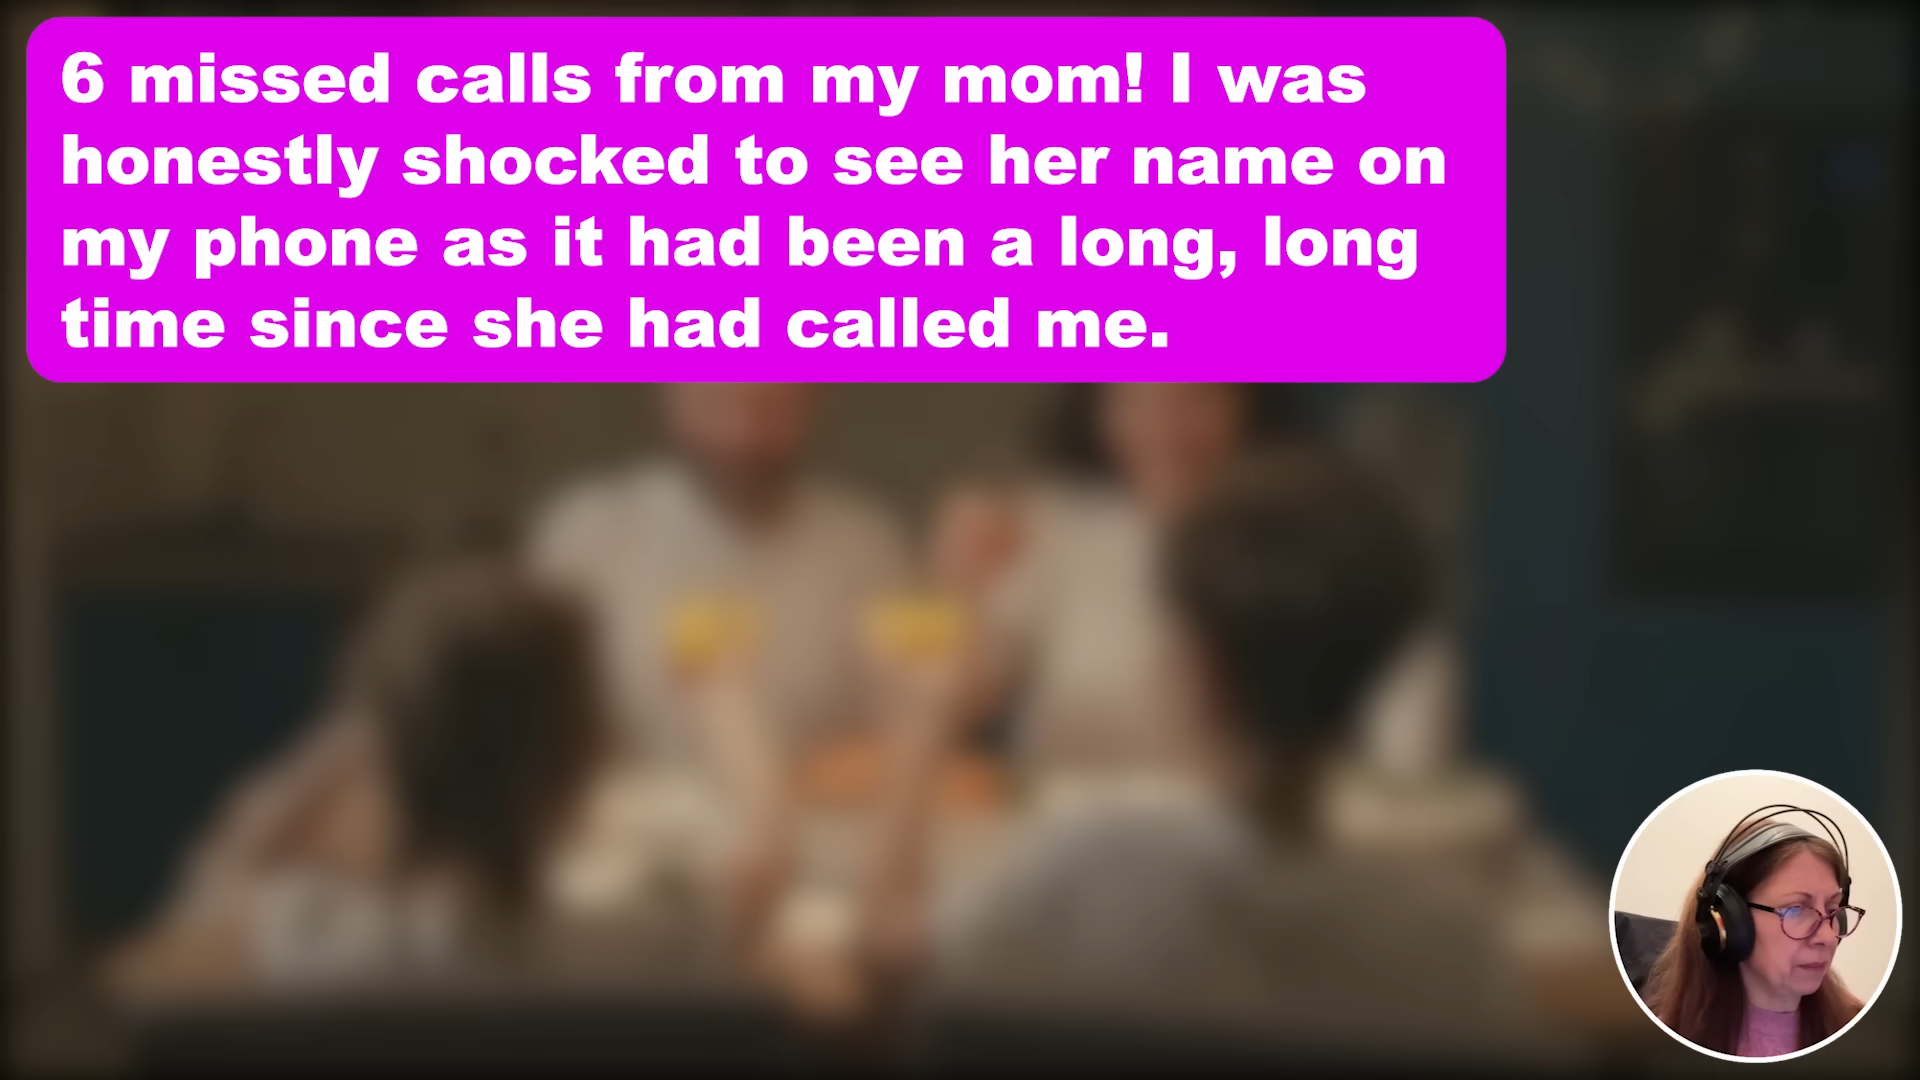 6 missed calls from my mom! I was
honestly shocked to see her name on
my phone as it had been a long, long
time since she had called me.